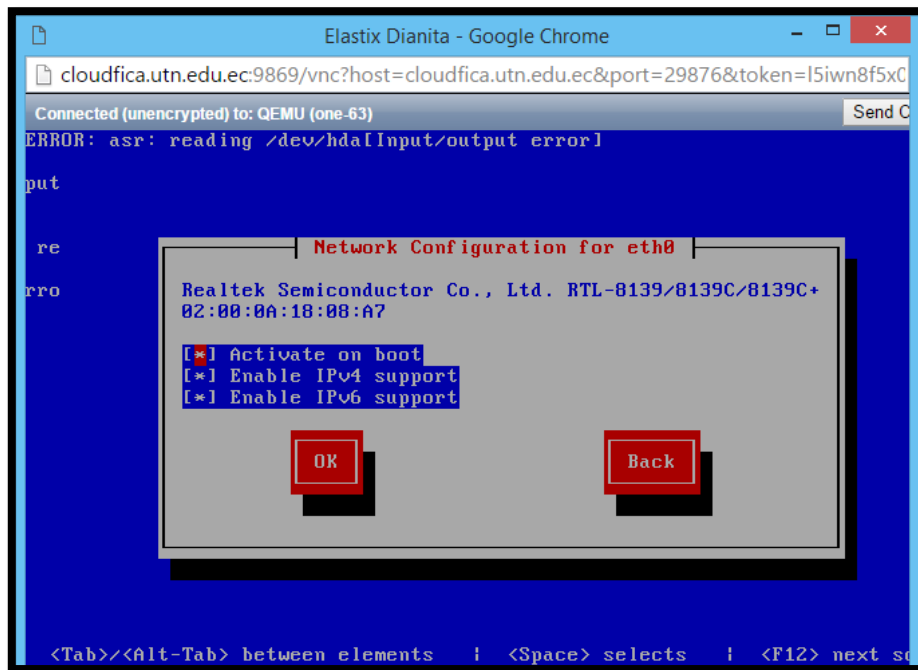 Elastix Dianita - Google Chrome
cloudfica.utn.edu.ec:9869/vnc?host=cloudfica.utn.edu.ec&port=29876&token=l5iwn8f5x0
Connected (unencrypted) to: QEMU (one-63)
Send C
ERROR: asr: reading /dev/hda[Input/output error]
put
re
rro
Network Configuration for eth0
Realtek Semiconductor Co., Ltd. RTL-8139/8139C/8139C+
02:00:0A:18:08:A7
[*] Activate on boot
[*] Enable IPv4 support
[*] Enable IPv6 support
OK Back
<Tab>/<Alt-Tab> between elements | <Space> selects | <F12> next sc